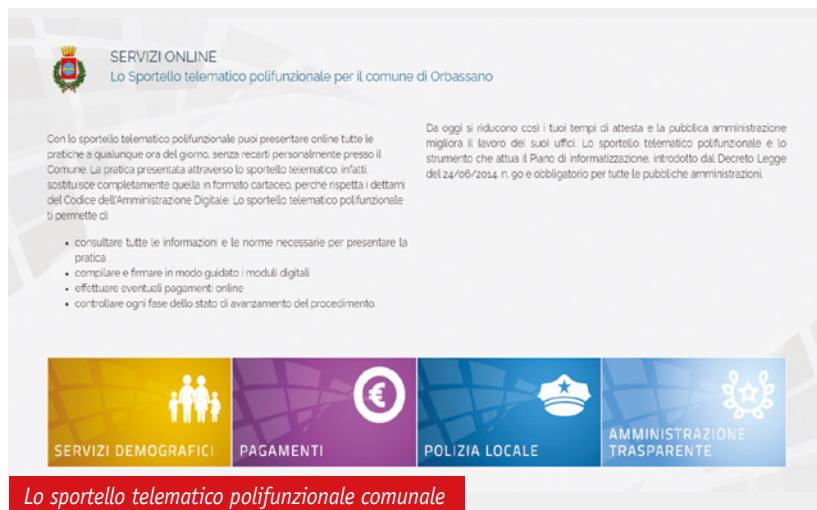 SERVIZI ONLINE
Lo Sportello telematico polifunzionale per il comune di Orbassano
Con lo sportello telematico polifunzionale puoi presentare online tutte le
pratiche a qualunque ora del giorno, senza recarti personalmente presso il
Comune. La pratica presentata attraverso lo sportello telematico, infatti,
sostituisce completamente quella in formato cartaceo, perche rispetta i dettami
del Codice dell'Amministrazione Digitale. Lo sportello telematico polifunzionale
ti permette di:
• consultare tutte le informazioni e le norme necessarie per presentare la
pratica
• compilare e firmare in modo guidato i moduli digitali
• effettuare eventuali pagamenti online
• controllare ogni fase dello stato di avanzamento del procedimento.
Da oggi si riducono così i tuoi tempi di attesta e la pubblica amministrazione
migliora il lavoro dei suoi uffici. Lo sportello telematico polifunzionale e lo
strumento che attua il Piano di informatizzazione, introdotto dal Decreto Legge
del 24/06/2014, n. 90 e obbligatorio per tutte le pubbliche amministrazioni.
SERVIZI DEMOGRAFICI
PAGAMENTI
POLIZIA LOCALE
AMMINISTRAZIONE
TRASPARENTE
Lo sportello telematico polifunzionale comunale